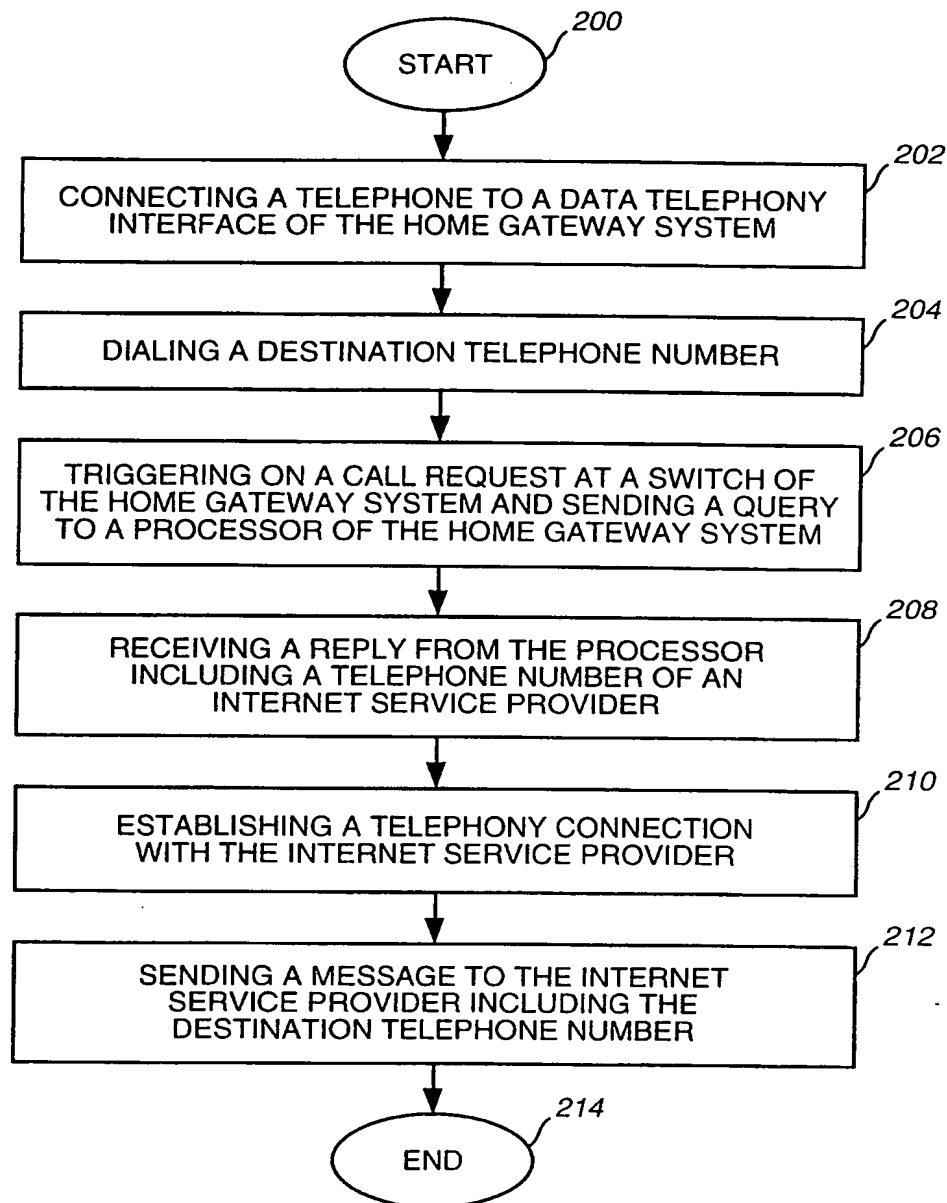 200
START
202
CONNECTING A TELEPHONE TO A DATA TELEPHONY
INTERFACE OF THE HOME GATEWAY SYSTEM
204
DIALING A DESTINATION TELEPHONE NUMBER
206
TRIGGERING ON A CALL REQUEST AT A SWITCH OF
THE HOME GATEWAY SYSTEM AND SENDING A QUERY
TO A PROCESSOR OF THE HOME GATEWAY SYSTEM
208
RECEIVING A REPLY FROM THE PROCESSOR
INCLUDING A TELEPHONE NUMBER OF AN
INTERNET SERVICE PROVIDER
210
ESTABLISHING A TELEPHONY CONNECTION
WITH THE INTERNET SERVICE PROVIDER
212
SENDING A MESSAGE TO THE INTERNET
SERVICE PROVIDER INCLUDING THE
DESTINATION TELEPHONE NUMBER
214
END